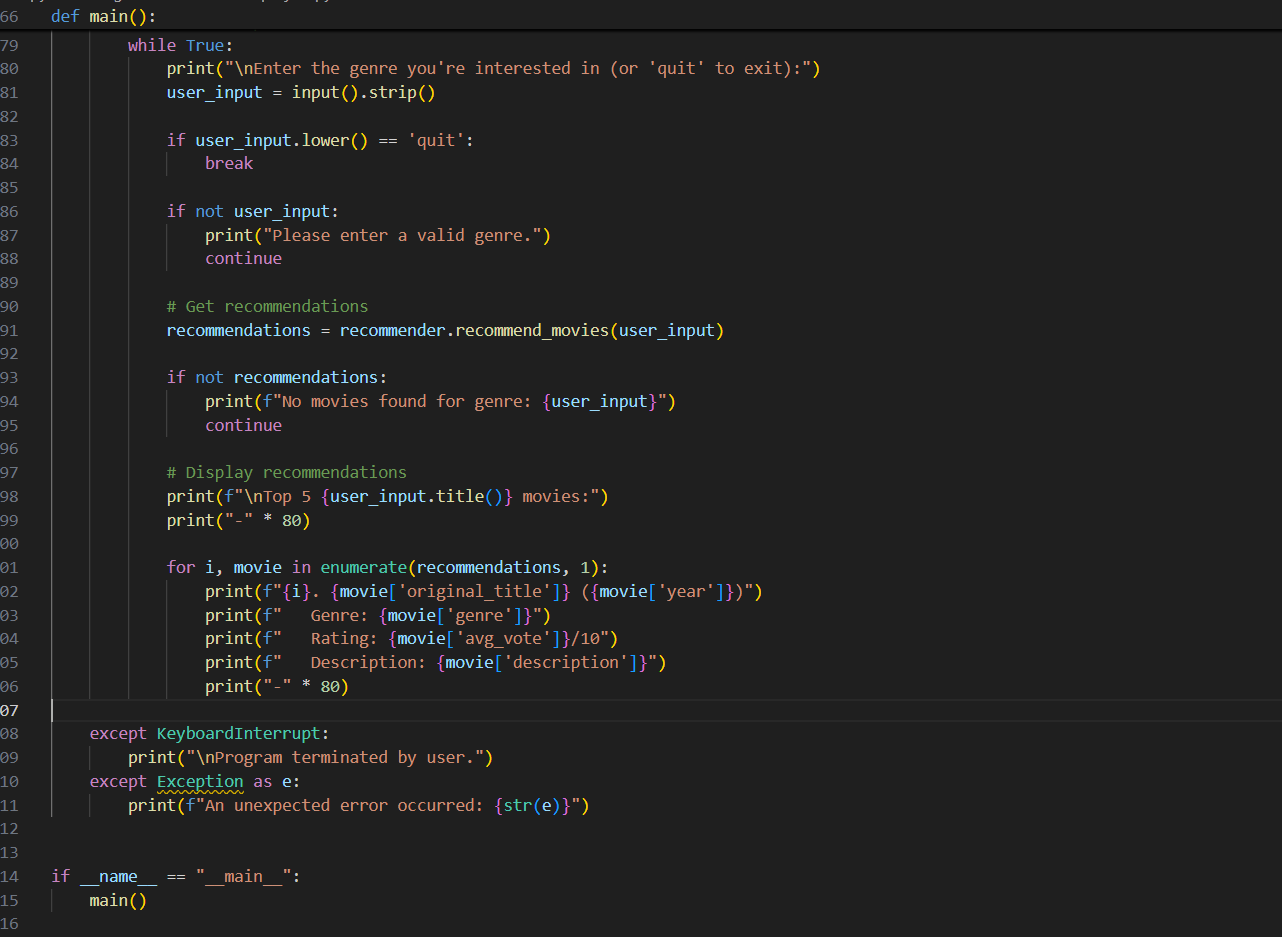 66 def main():
79 while True:
80 print("\nEnter the genre you're interested in (or 'quit' to exit):")
81 user_input = input().strip()
82
83 if user_input.lower() == 'quit':
84 break
85
86 if not user_input:
87 print("Please enter a valid genre.")
88 continue
89
90 # Get recommendations
91 recommendations = recommender.recommend_movies(user_input)
92
93 if not recommendations:
94 print(f"No movies found for genre: {user_input}")
95 continue
96
97 # Display recommendations
98 print(f"\nTop 5 {user_input.title()} movies:")
99 print("-" * 80)
00
01 for i, movie in enumerate(recommendations, 1):
02 print(f"{i}. {movie['original_title']} ({movie['year']})")
03 print(f"   Genre: {movie['genre']}")
04 print(f"   Rating: {movie['avg_vote']}/10")
05 print(f"   Description: {movie['description']}")
06 print("-" * 80)
07
08 except KeyboardInterrupt:
09 print("\nProgram terminated by user.")
10 except Exception as e:
11 print(f"An unexpected error occurred: {str(e)}")
12
13
14 if __name__ == "__main__":
15 main()
16